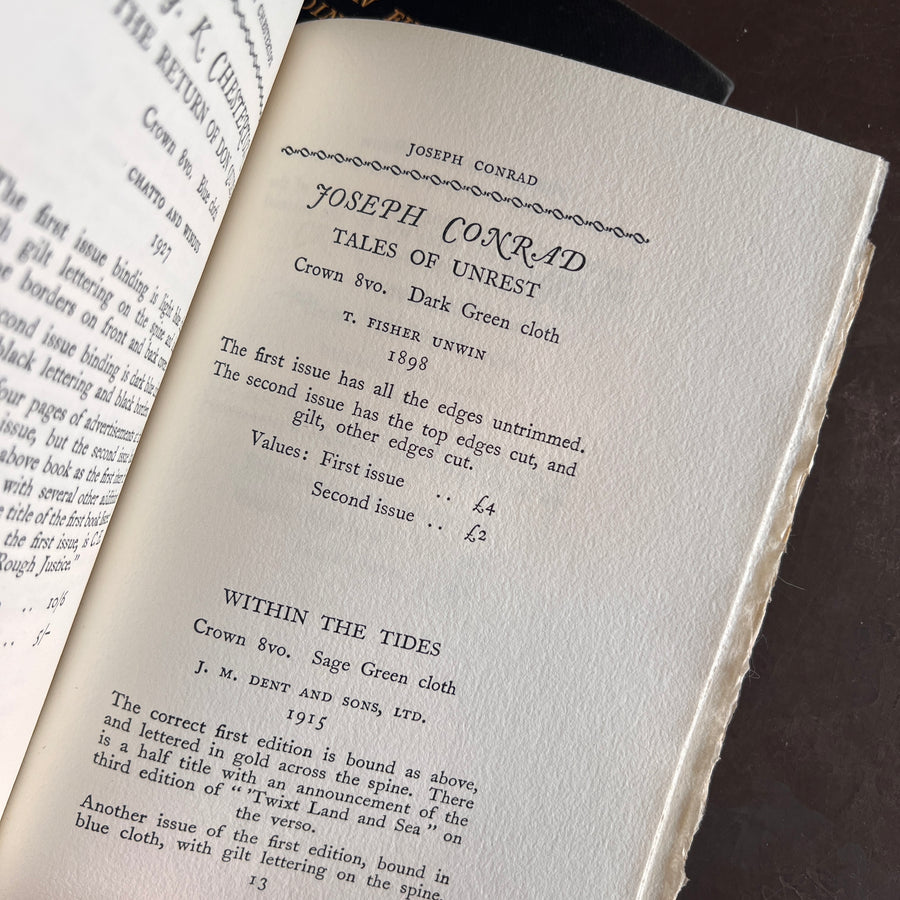 G. K. CHESTERTON
THE RETURN OF DON
Crown 8vo. Blue cloth
CHATTO AND WINDUS
1927
The first issue binding is light blue
gilt lettering on the spine and
borders on front and back cover.
second issue binding is dark blue
black lettering and black borders
four pages of advertisements
issue, but the second issue
above book as the first
with several other
title of the first book
the first issue, is
Rough Justice."
.. 10/6
.. 5/-
JOSEPH CONRAD
JOSEPH CONRAD
TALES OF UNREST
Crown 8vo. Dark Green cloth
T. FISHER UNWIN
1898
The first issue has all the edges untrimmed.
The second issue has the top edges cut, and
gilt, other edges cut.
Values: First issue .. £4
Second issue .. £2
WITHIN THE TIDES
Crown 8vo. Sage Green cloth
J. M. DENT AND SONS, LTD.
1915
The correct first edition is bound as above,
and lettered in gold across the spine. There
is a half title with an announcement of the
third edition of " 'Twixt Land and Sea " on
the verso.
Another issue of the first edition, bound in
blue cloth, with gilt lettering on the spine.
13